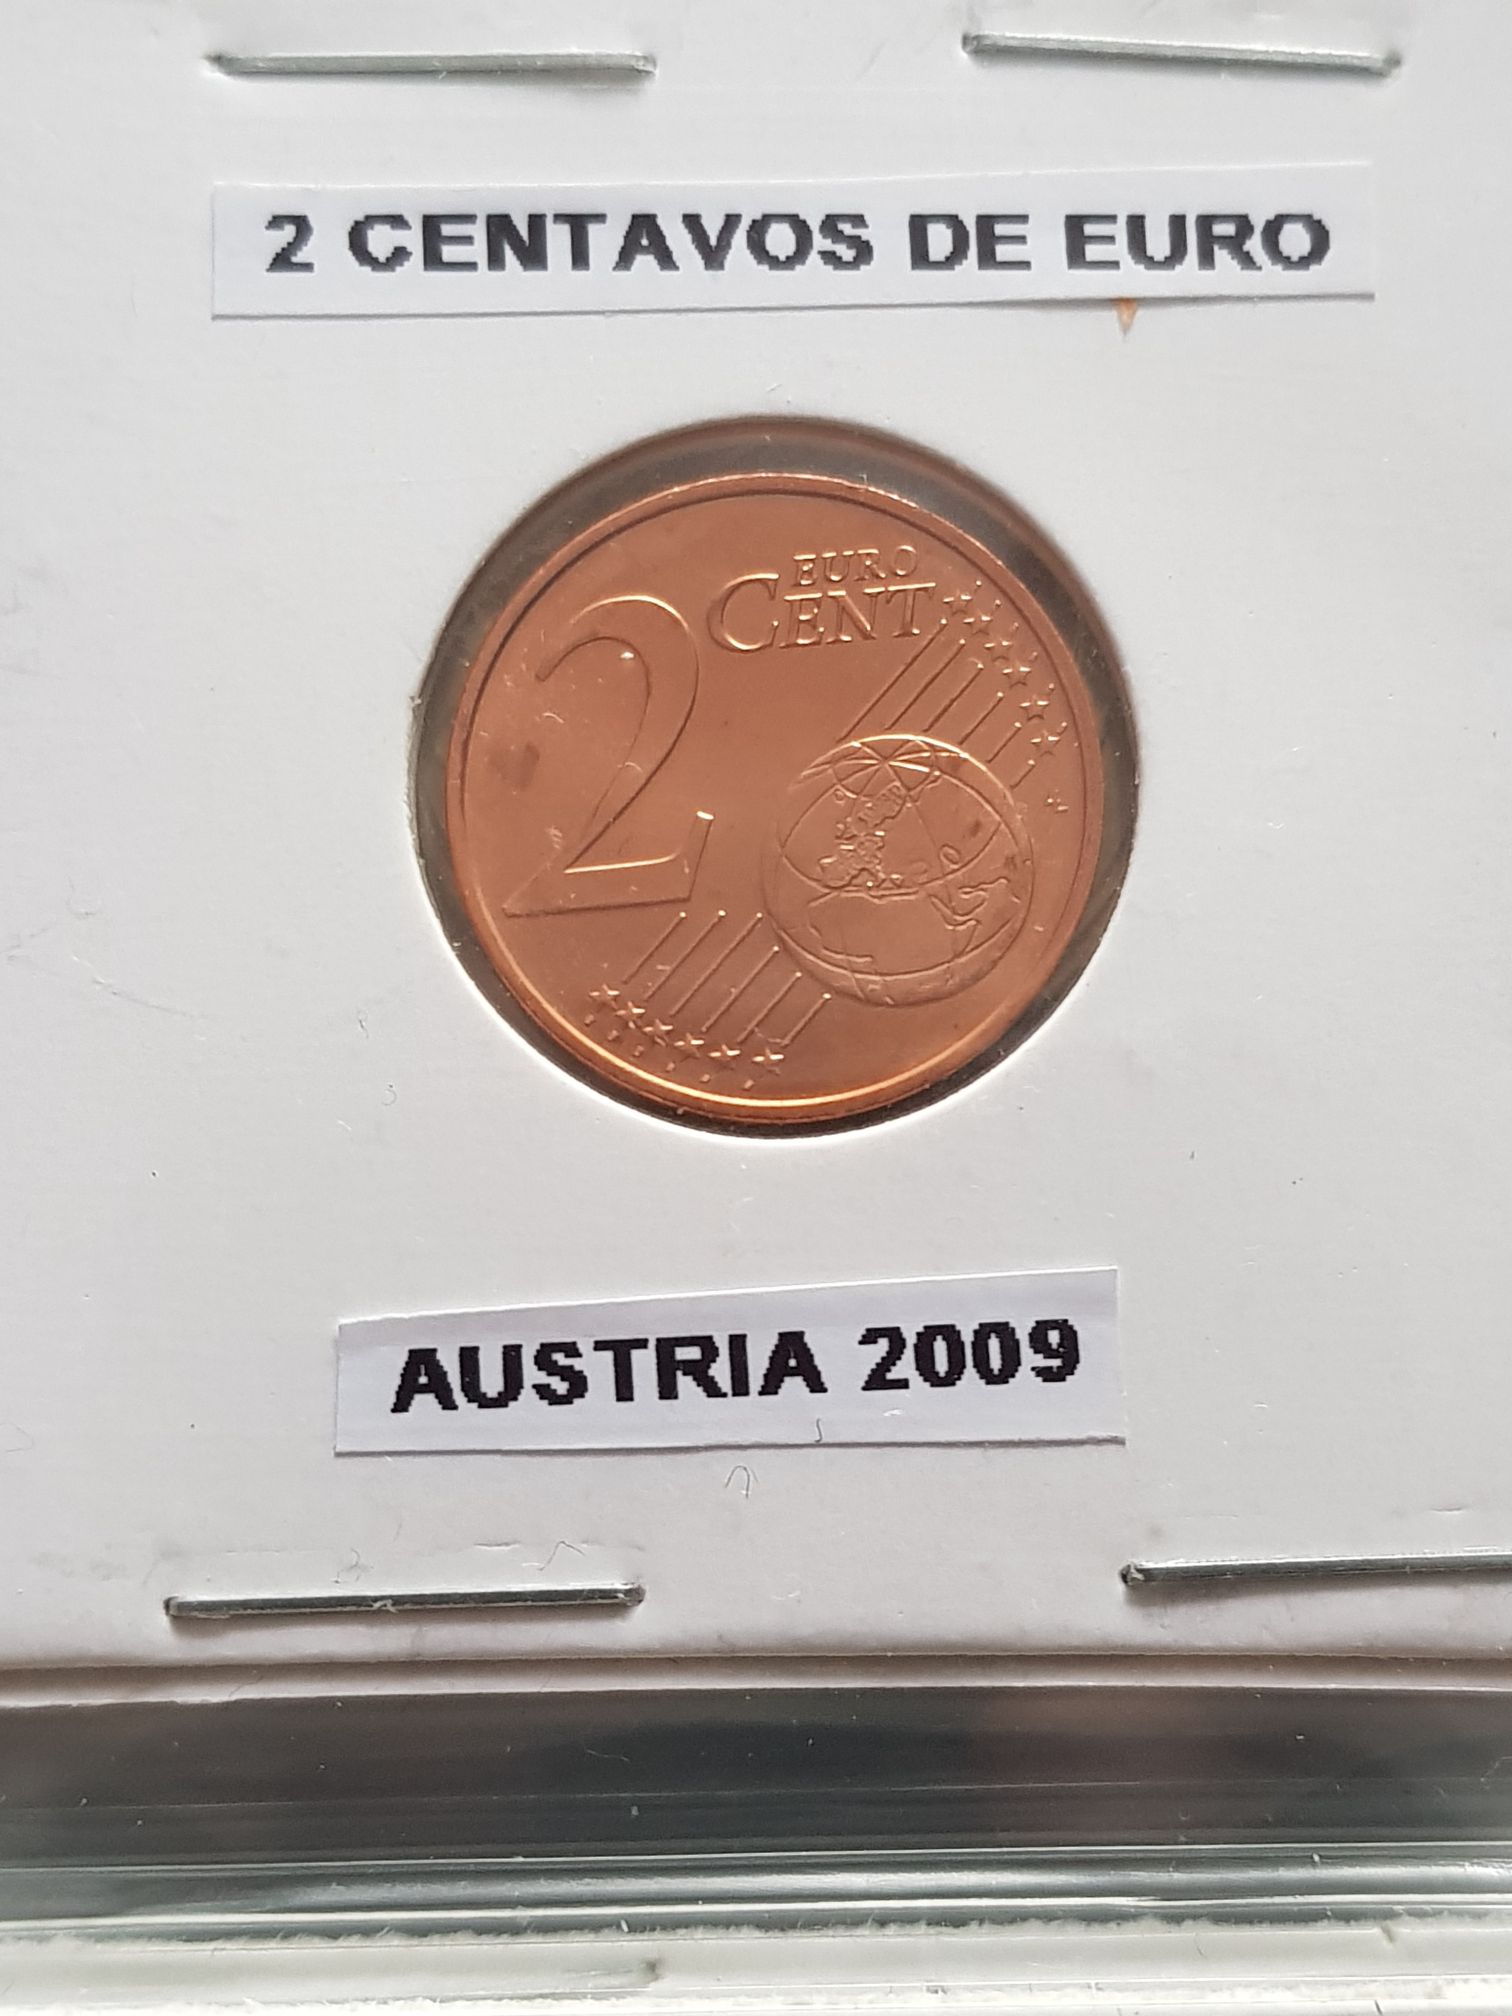 2 CENTAVOS DE EURO
2 EURO
CENT
AUSTRIA 2009